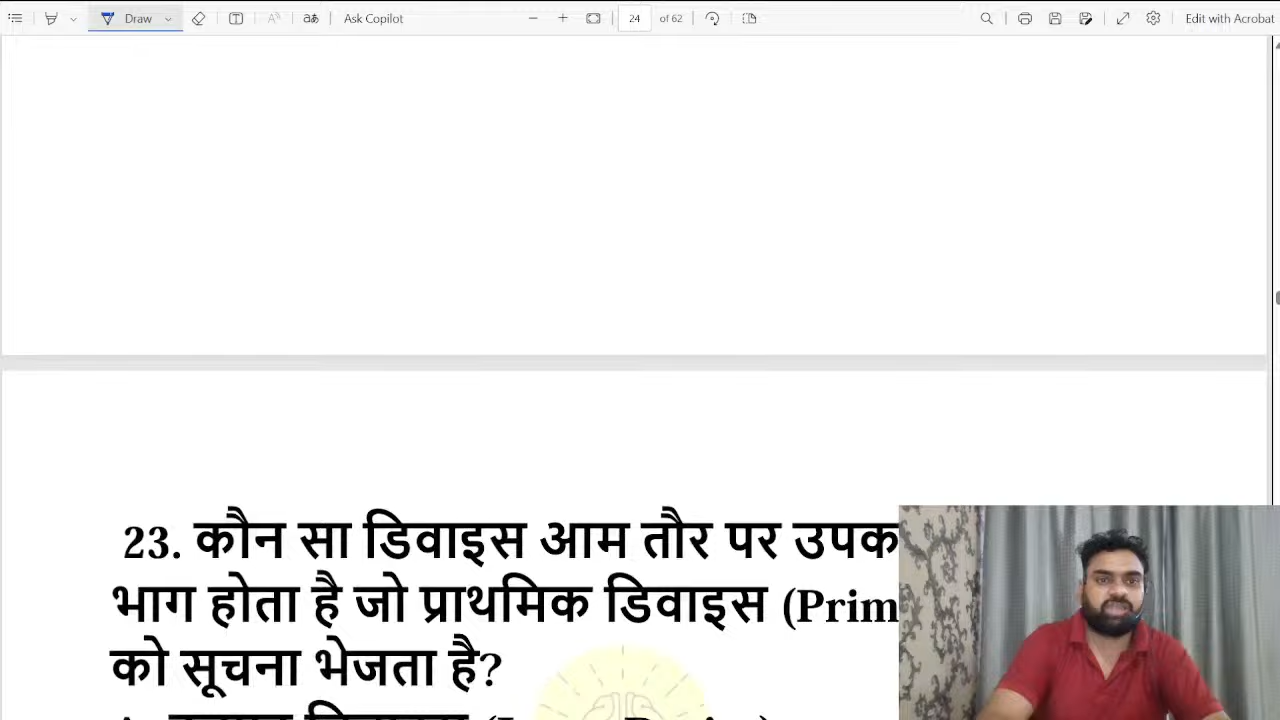 Draw
Ask Copilot
24 of 62
Edit with Acrobat
23. कौन सा डिवाइस आम तौर पर उपक
भाग होता है जो प्राथमिक डिवाइस (Prim
को सूचना भेजता है?